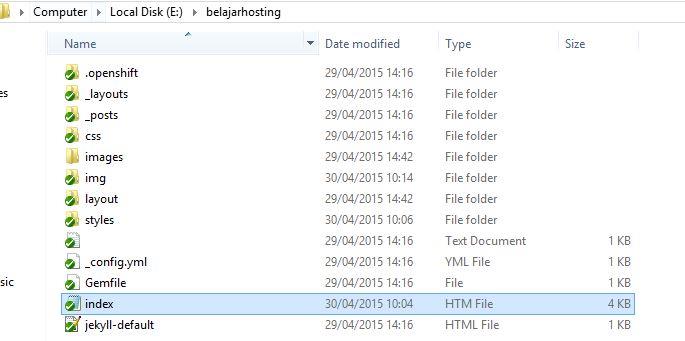 Computer Local Disk (E:) belajarhosting
Name Date modified Type Size
.openshift 29/04/2015 14:16 File folder
_layouts 29/04/2015 14:16 File folder
_posts 29/04/2015 14:16 File folder
es
css 29/04/2015 14:16 File folder
images 29/04/2015 14:42 File folder
img 30/04/2015 10:14 File folder
layout 29/04/2015 14:42 File folder
styles 30/04/2015 10:06 File folder
29/04/2015 14:16 Text Document 1 KB
_config.yml 29/04/2015 14:16 YML File 1 KB
sic
Gemfile 29/04/2015 14:16 File 1 KB
index 30/04/2015 10:04 HTM File 4 KB
jekyll-default 29/04/2015 14:16 HTML File 1 KB